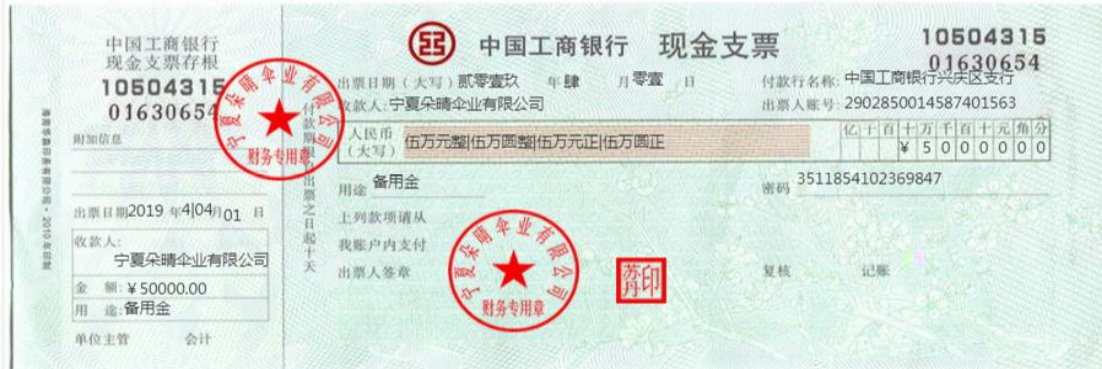 中国工商银行
现金支票存根
10504315
01630654
附加信息
出票日期2019 年4|04月01 日
收款人:
宁夏朵晴伞业有限公司
金 额:￥50000.00
用 途:备用金
单位主管 会计
宁夏朵晴伞业有限公司
财务专用章
付款期限自出票之日起十天
中国工商银行 现金支票
10504315
01630654
出票日期（大写）贰零壹玖 年肆 月零壹 日
付款行名称:中国工商银行兴庆区支行
收款人:宁夏朵晴伞业有限公司
出票人账号:2902850014587401563
人民币
（大写）
伍万元整|伍万圆整|伍万元正|伍万圆正
亿千百十万千百十元角分
￥5000000
用途 备用金
密码 3511854102369847
上列款项请从
我账户内支付
出票人签章
宁夏朵晴伞业有限公司
财务专用章
苏丹印
复核 记账